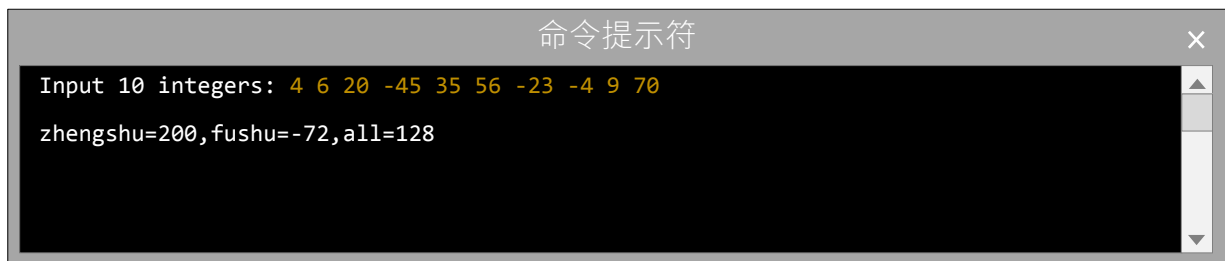 命令提示符
Input 10 integers: 4 6 20 -45 35 56 -23 -4 9 70
zhengshu=200,fushu=-72,all=128